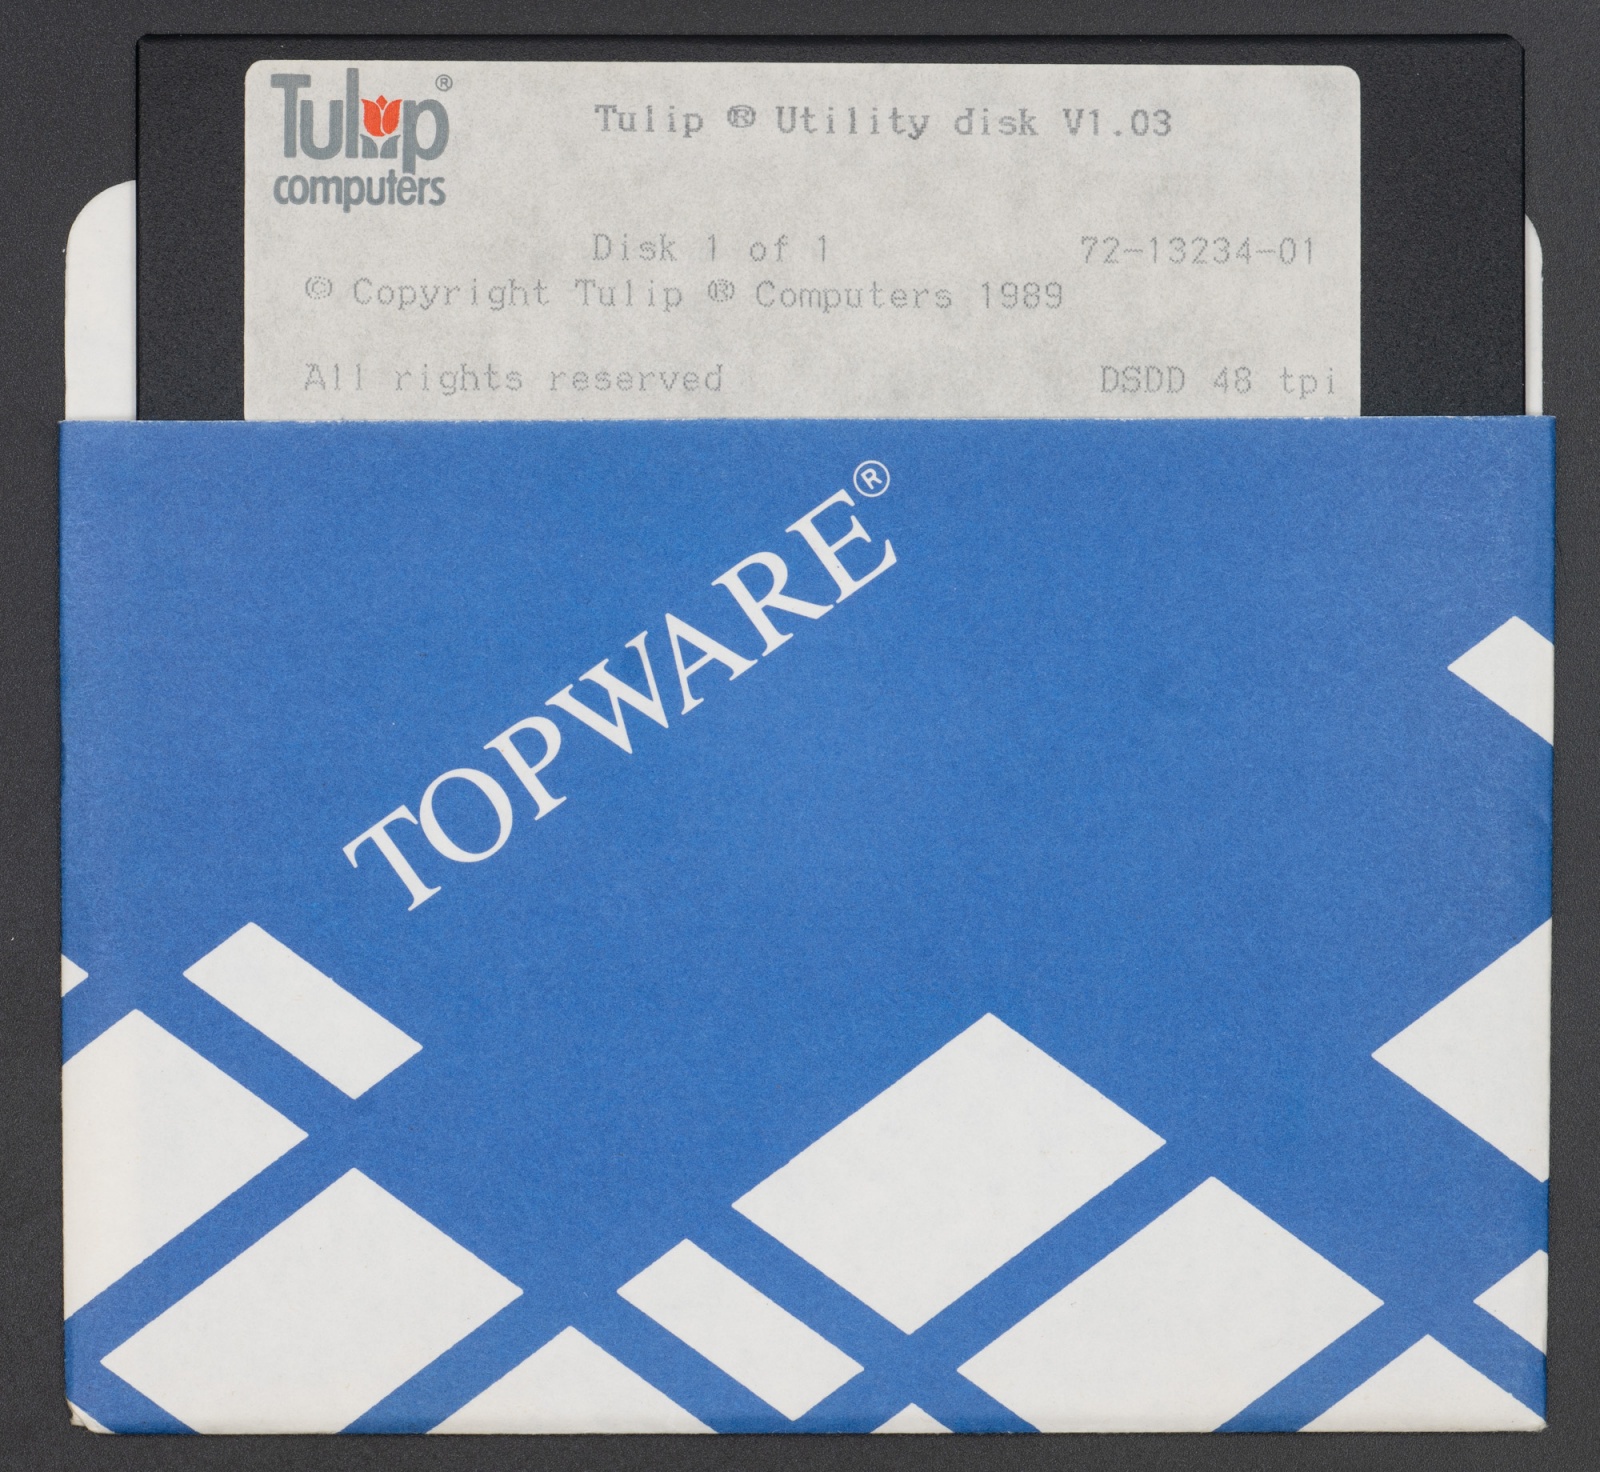 Tulip®
computers
Tulip ® Utility disk V1.03
Disk 1 of 1 72-13234-01
© Copyright Tulip ® Computers 1989
All rights reserved DSDD 48 tpi
TOPWARE®